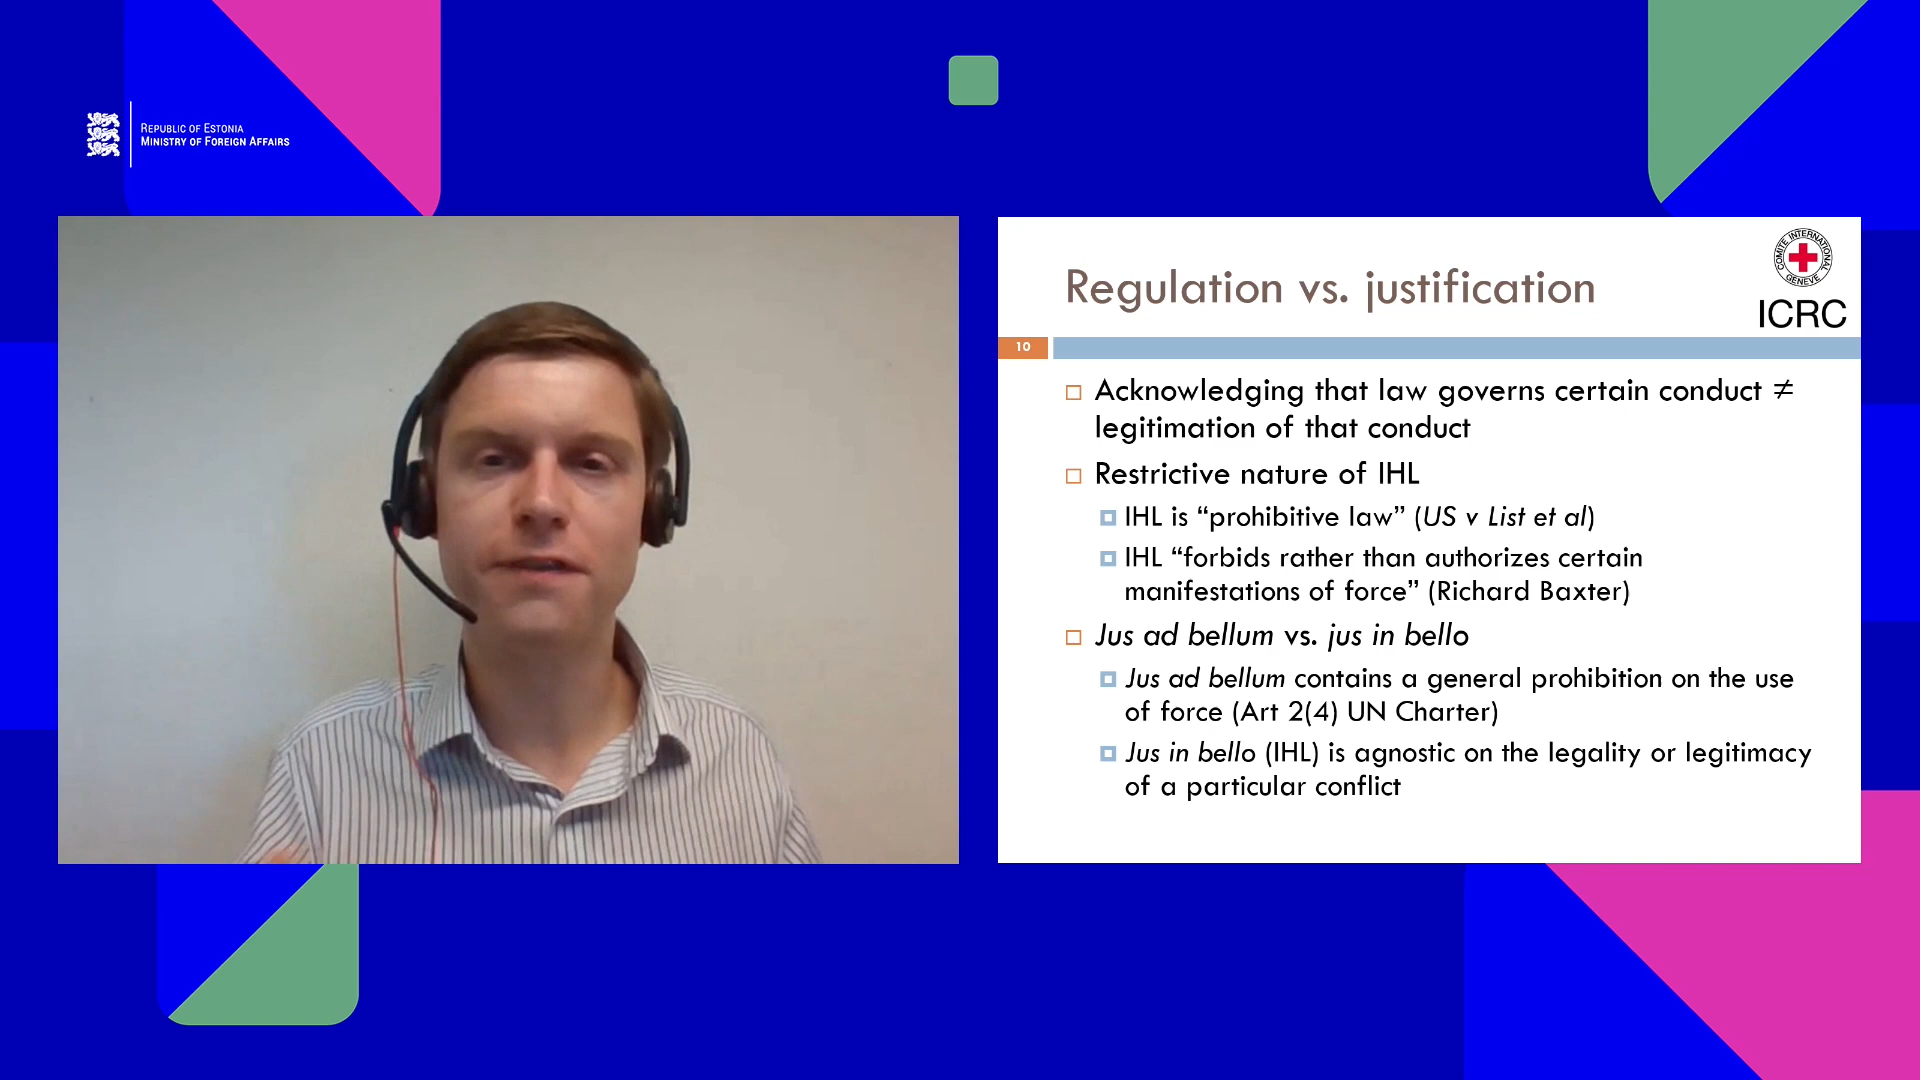 REPUBLIC OF ESTONIA
MINISTRY OF FOREIGN AFFAIRS
Regulation vs. justification
COMITE INTERNATIONAL
GENEVE
ICRC
10
Acknowledging that law governs certain conduct ≠
legitimation of that conduct
Restrictive nature of IHL
IHL is “prohibitive law” (US v List et al)
IHL “forbids rather than authorizes certain
manifestations of force” (Richard Baxter)
Jus ad bellum vs. jus in bello
Jus ad bellum contains a general prohibition on the use
of force (Art 2(4) UN Charter)
Jus in bello (IHL) is agnostic on the legality or legitimacy
of a particular conflict